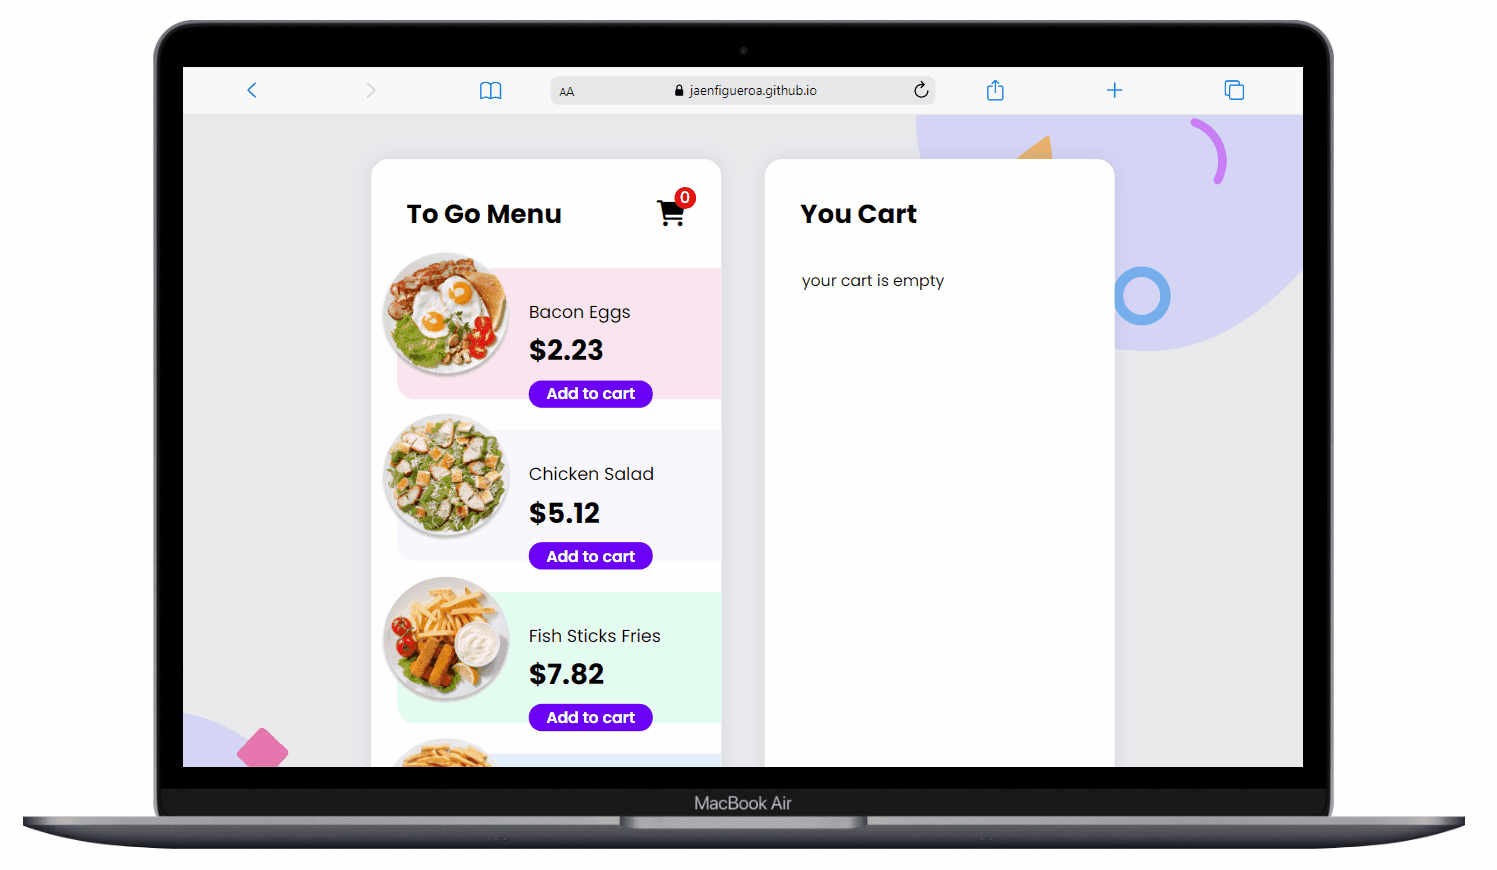 AA
jaenfigueroa.github.io
To Go Menu
0
Bacon Eggs
$2.23
Add to cart
Chicken Salad
$5.12
Add to cart
Fish Sticks Fries
$7.82
Add to cart
You Cart
your cart is empty
MacBook Air